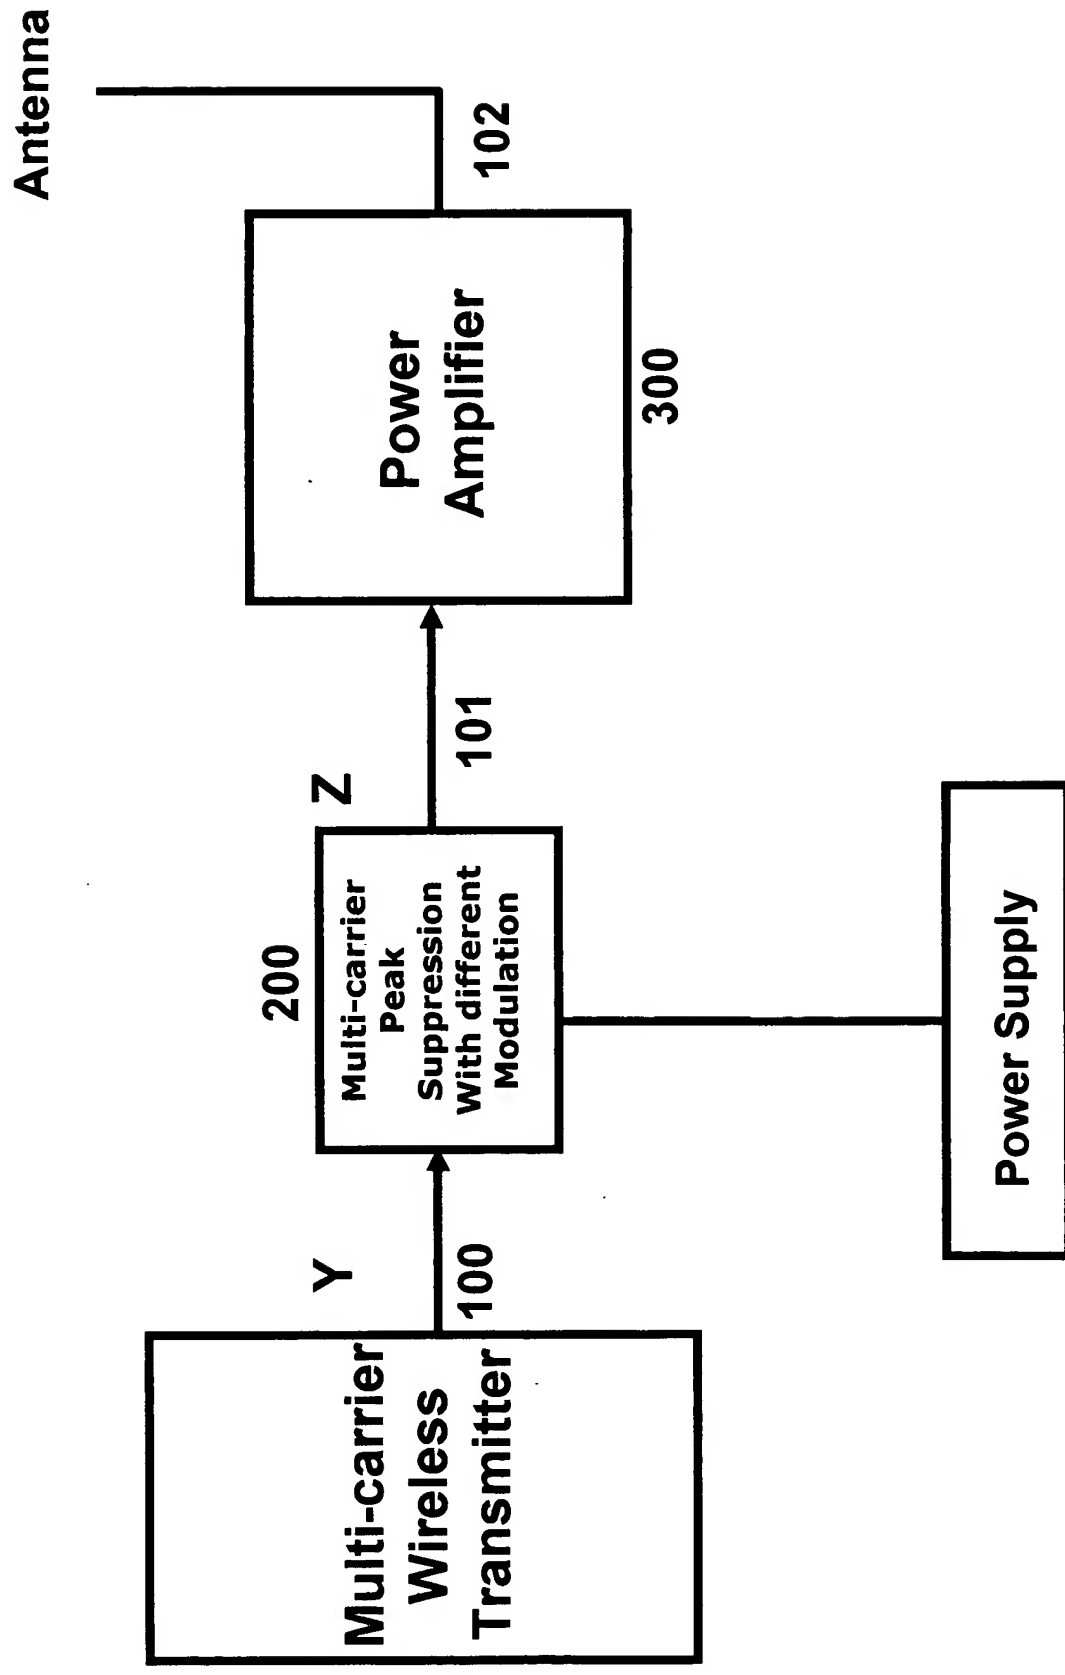 Multi-carrier
Wireless
Transmitter
Y
100
200
Multi-carrier
Peak
Suppression
With different
Modulation
Z
101
Power
Amplifier
300
102
Antenna
Power Supply